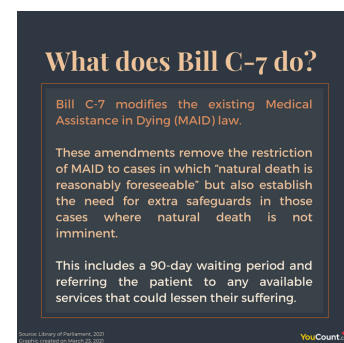 What does Bill C-7 do?
Bill C-7 modifies the existing Medical
Assistance in Dying (MAID) law.
These amendments remove the restriction
of MAID to cases in which “natural death is
reasonably foreseeable” but also establish
the need for extra safeguards in those
cases where natural death is not
imminent.
This includes a 90-day waiting period and
referring the patient to any available
services that could lessen their suffering.
Source: Library of Parliament, 2021
Graphic created on March 23, 2021
YouCount.